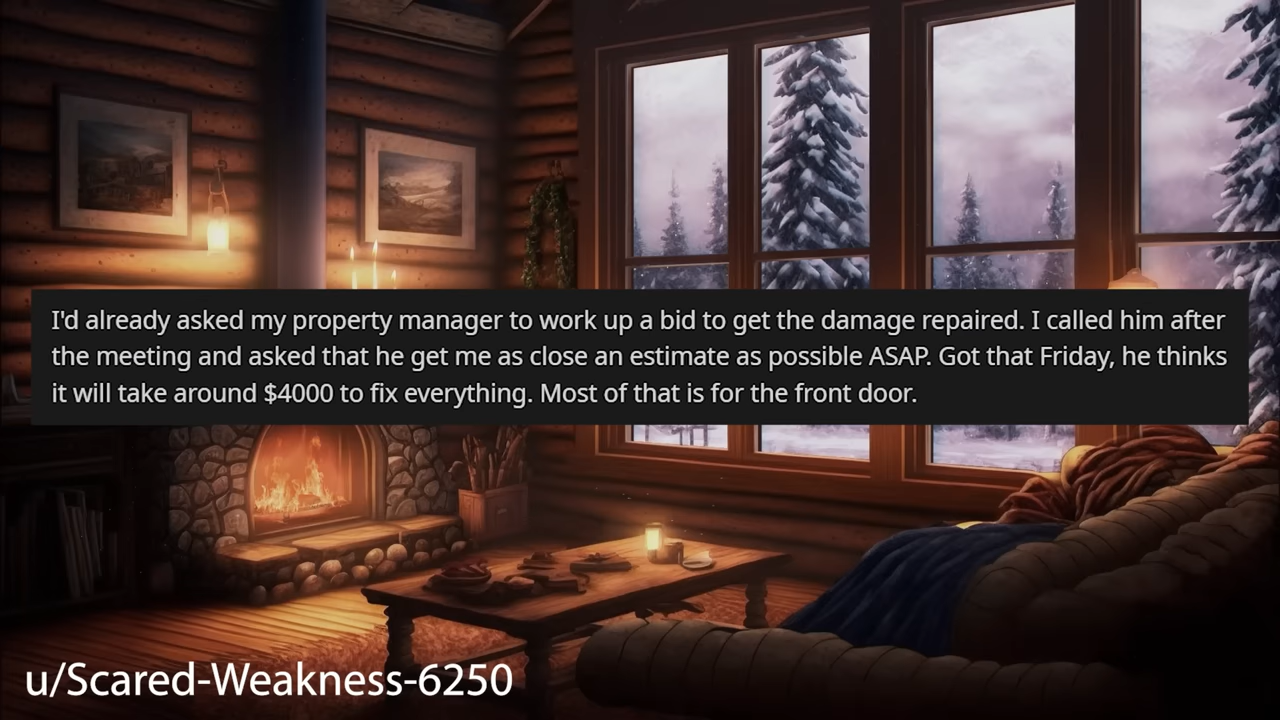 I'd already asked my property manager to work up a bid to get the damage repaired. I called him after
the meeting and asked that he get me as close an estimate as possible ASAP. Got that Friday, he thinks
it will take around $4000 to fix everything. Most of that is for the front door.
u/Scared-Weakness-6250